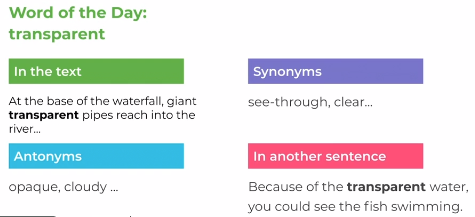 Word of the Day:
transparent
In the text
At the base of the waterfall, giant
transparent pipes reach into the
river...
Synonyms
see-through, clear...
Antonyms
opaque, cloudy ...
In another sentence
Because of the transparent water,
you could see the fish swimming.